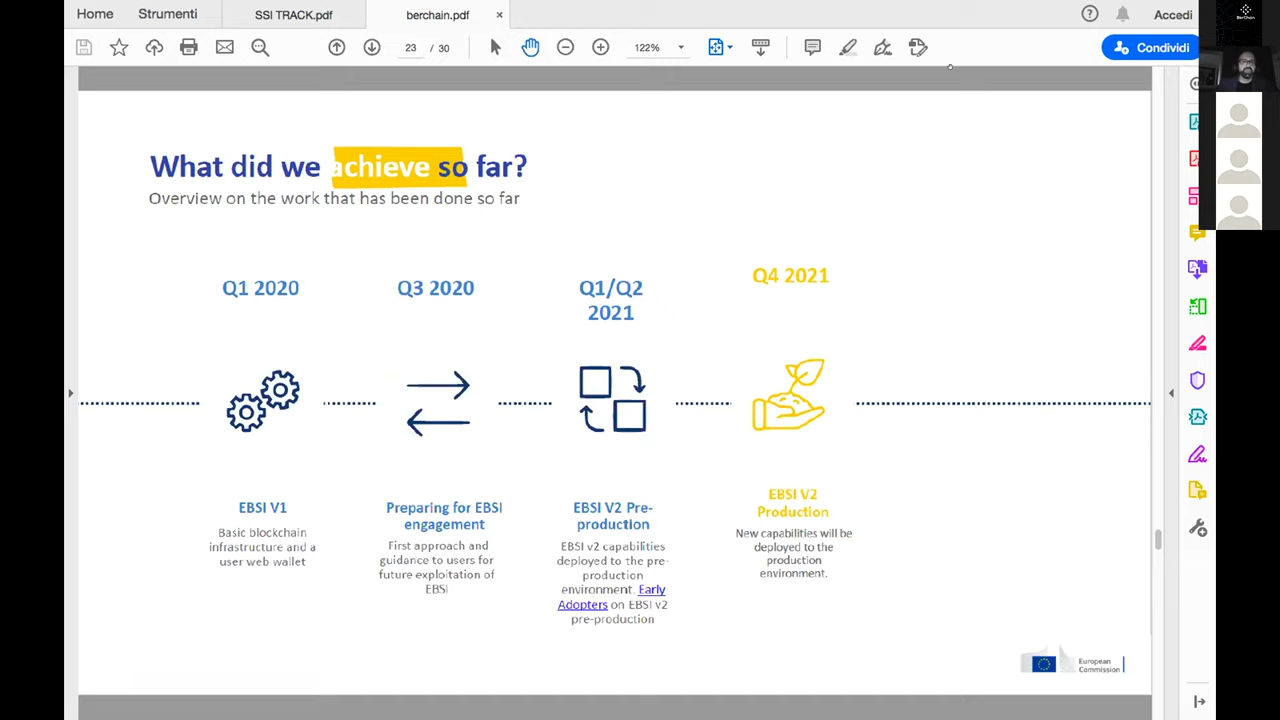 Home
Strumenti
SSI TRACK.pdf
berchain.pdf
Accedi
23 / 30
122%
Condividi
BerChain
What did we achieve so far?
Overview on the work that has been done so far
Q1 2020
Q3 2020
Q1/Q2
2021
Q4 2021
EBSI V1
Basic blockchain
infrastructure and a
user web wallet
Preparing for EBSI
engagement
First approach and
guidance to users for
future exploitation of
EBSI
EBSI V2 Pre-
production
EBSI v2 capabilities
deployed to the pre-
production
environment. Early
Adopters on EBSI v2
pre-production
EBSI V2
Production
New capabilities will be
deployed to the
production
environment.
European
Commission